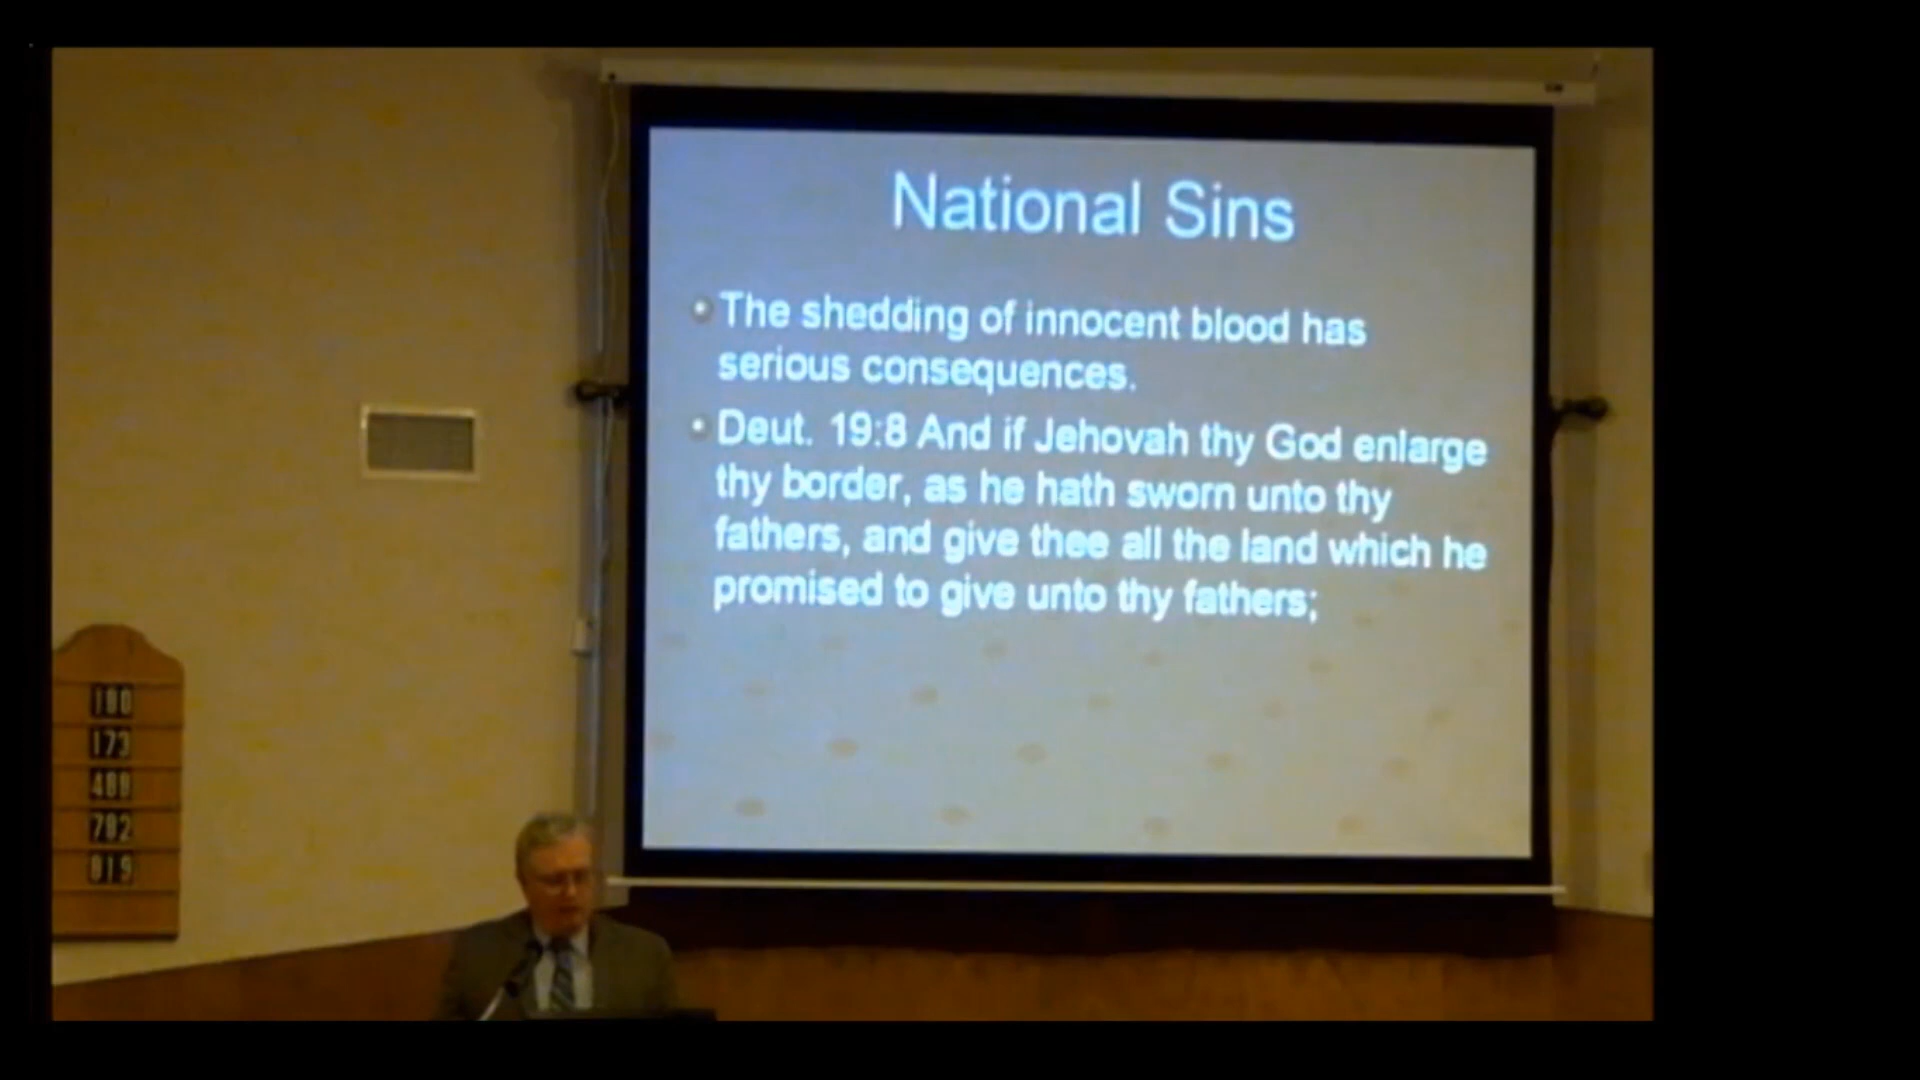 National Sins
The shedding of innocent blood has
serious consequences.
Deut. 19:8 And if Jehovah thy God enlarge
thy border, as he hath sworn unto thy
fathers, and give thee all the land which he
promised to give unto thy fathers;
173